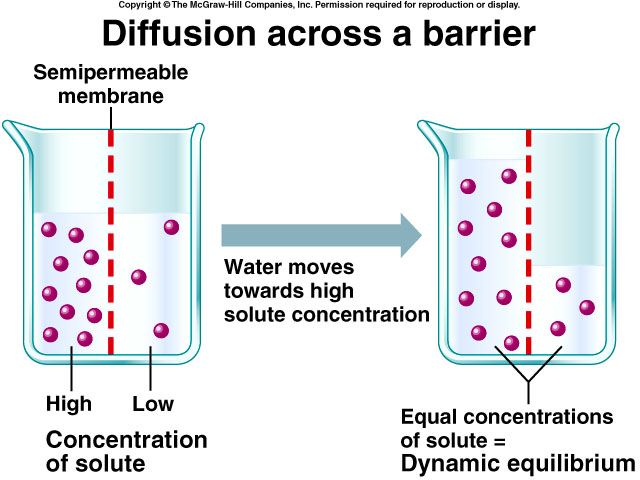 Copyright © The McGraw-Hill Companies, Inc. Permission required for reproduction or display.
Diffusion across a barrier
Semipermeable
membrane
Water moves
towards high
solute concentration
High
Low
Concentration
of solute
Equal concentrations
of solute =
Dynamic equilibrium